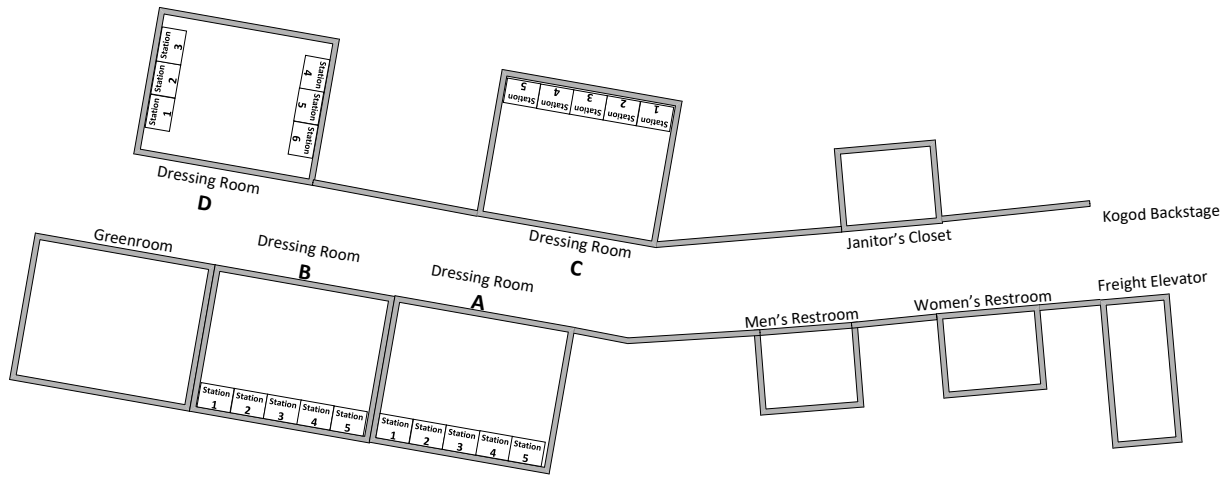 Station
3
Station
2
Station
1
Station
4
Station
5
Station
6
Dressing Room
D
Station
5
Station
4
Station
3
Station
2
Station
1
Dressing Room
C
Janitor's Closet
Kogod Backstage
Greenroom
Dressing Room
B
Dressing Room
A
Men's Restroom
Women's Restroom
Freight Elevator
Station
1
Station
2
Station
3
Station
4
Station
5
Station
1
Station
2
Station
3
Station
4
Station
5